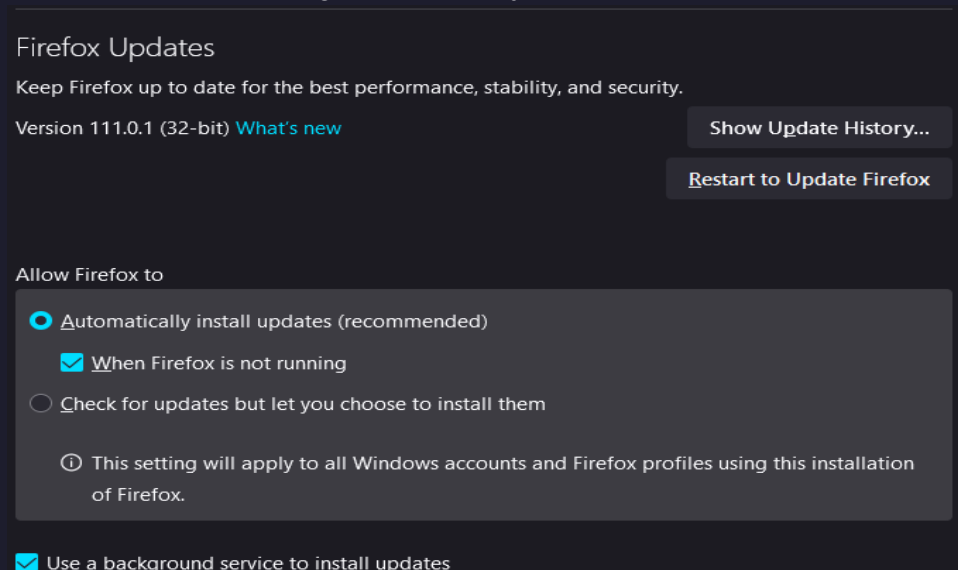 Firefox Updates
Keep Firefox up to date for the best performance, stability, and security.
Version 111.0.1 (32-bit) What's new
Show Update History...
Restart to Update Firefox
Allow Firefox to
Automatically install updates (recommended)
When Firefox is not running
Check for updates but let you choose to install them
This setting will apply to all Windows accounts and Firefox profiles using this installation
of Firefox.
Use a background service to install updates